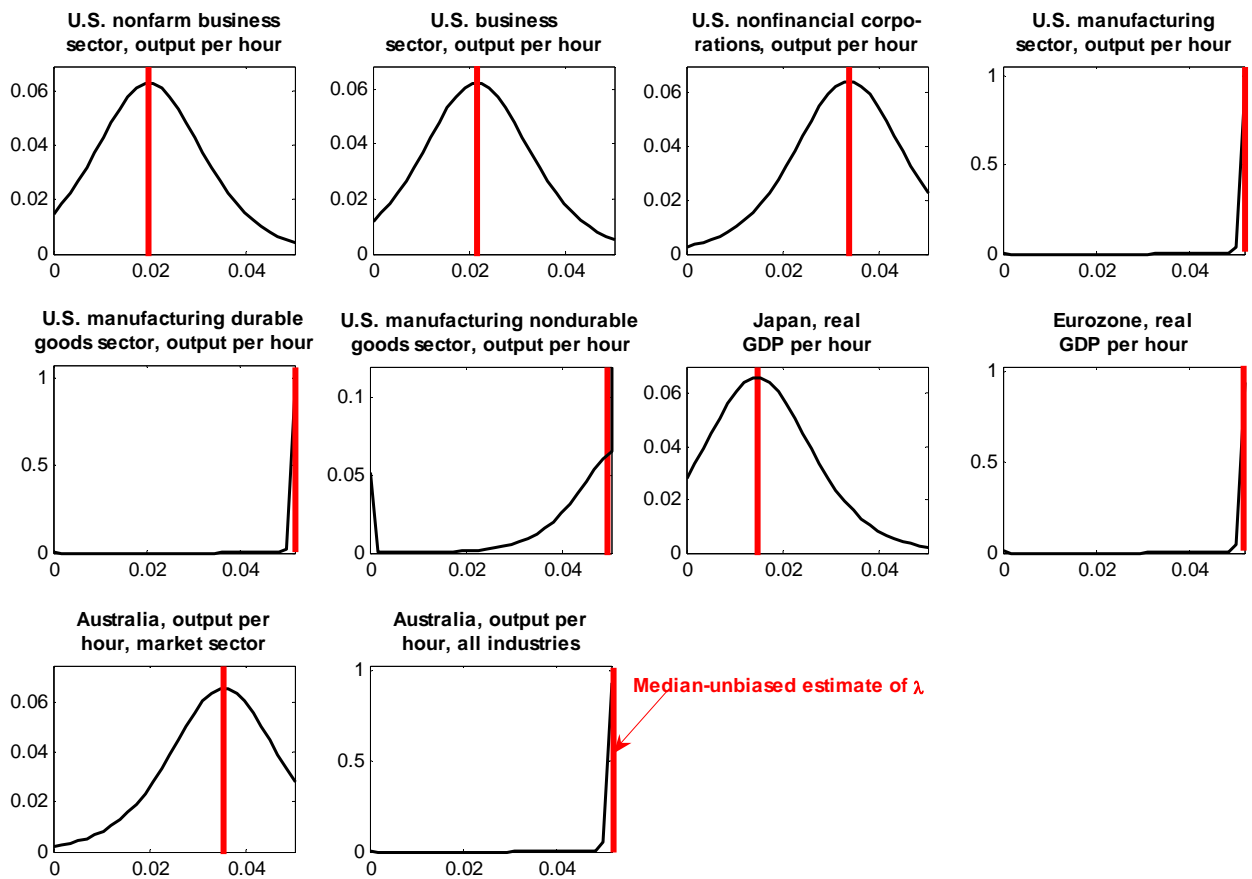 U.S. nonfarm business
sector, output per hour
U.S. business
sector, output per hour
U.S. nonfinancial corpo-
rations, output per hour
U.S. manufacturing
sector, output per hour
0.06
0.04
0.02
0
0 0.02 0.04
0.06
0.04
0.02
0
0 0.02 0.04
0.06
0.04
0.02
0
0 0.02 0.04
1
0.5
0
0 0.02 0.04
U.S. manufacturing durable
goods sector, output per hour
U.S. manufacturing nondurable
goods sector, output per hour
Japan, real
GDP per hour
Eurozone, real
GDP per hour
1
0.5
0
0 0.02 0.04
0.1
0.05
0
0 0.02 0.04
0.06
0.04
0.02
0
0 0.02 0.04
1
0.5
0
0 0.02 0.04
Australia, output per
hour, market sector
Australia, output per
hour, all industries
0.06
0.04
0.02
0
0 0.02 0.04
1
0.5
0
0 0.02 0.04
Median-unbiased estimate of λ